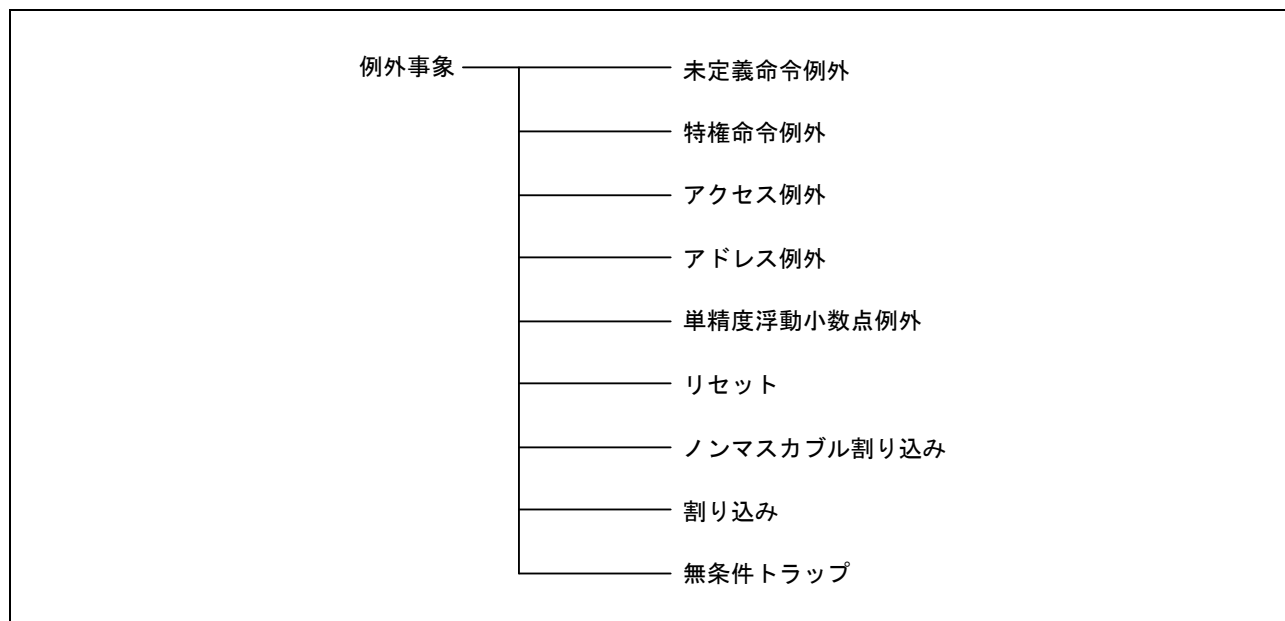 例外事象
未定義命令例外
特権命令例外
アクセス例外
アドレス例外
単精度浮動小数点例外
リセット
ノンマスカブル割り込み
割り込み
無条件トラップ